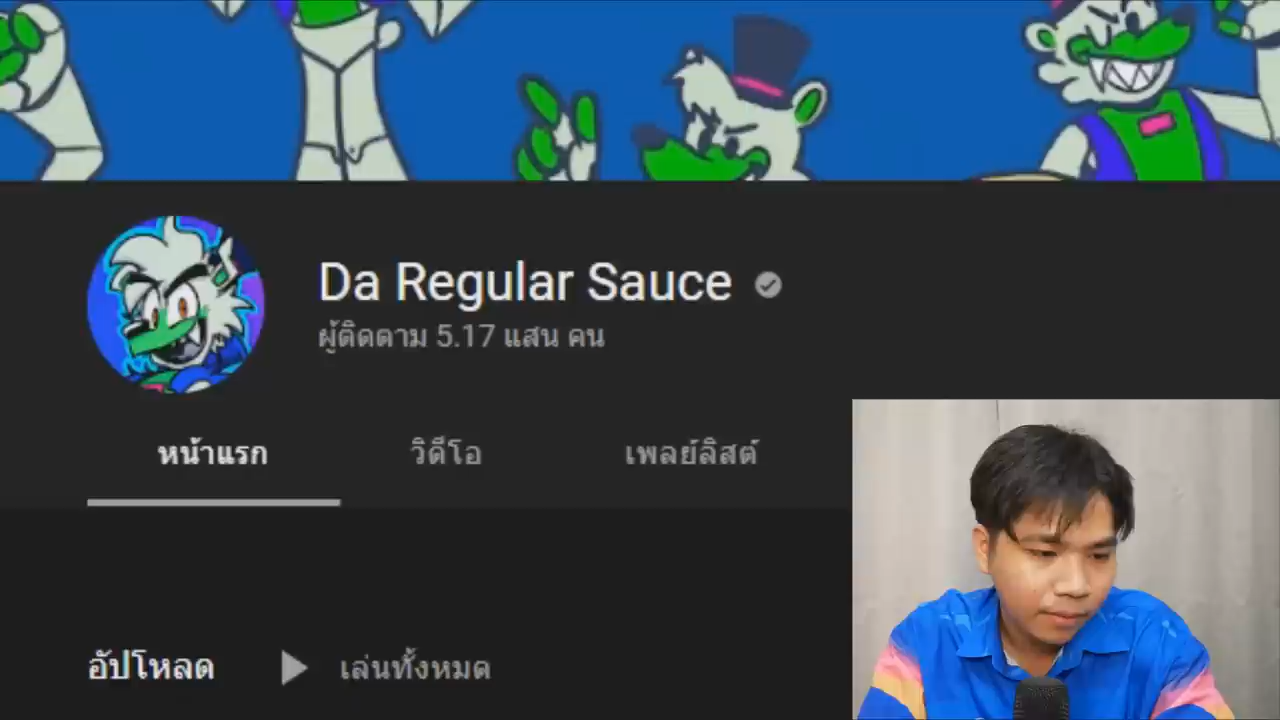 Da Regular Sauce
ผู้ติดตาม 5.17 แสน คน
หน้าแรก วิดีโอ เพลย์ลิสต์
อัปโหลด เล่นทั้งหมด